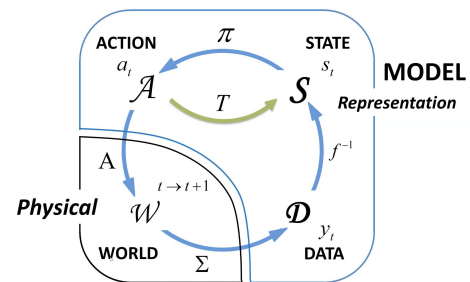 π
ACTION
STATE
a_t
s_t
𝒜
T
𝓢
MODEL
Representation
A
f⁻¹
t → t+1
Physical
𝒲
𝓓
y_t
WORLD
Σ
DATA